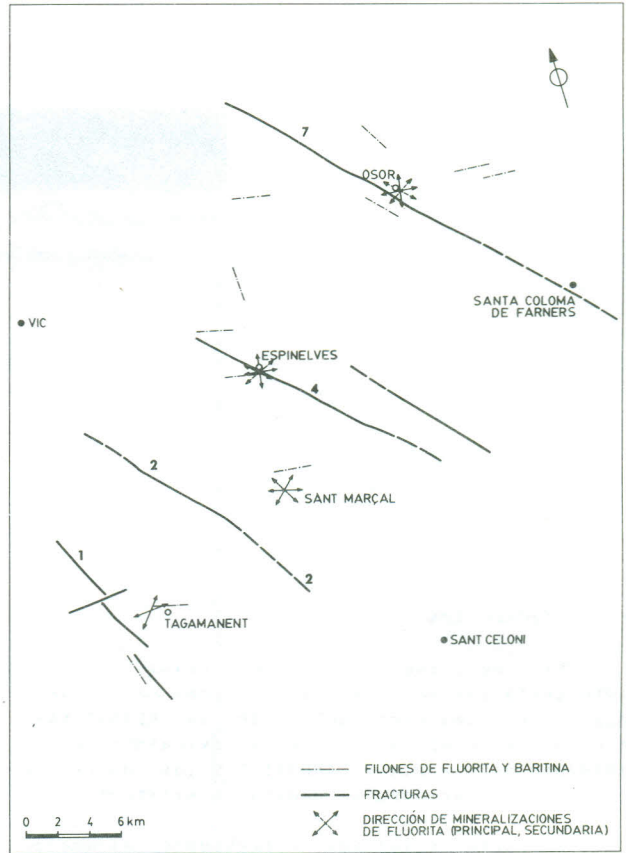 7
OSOR
SANTA COLOMA
DE FARNERS
VIC
ESPINELVES
4
2
SANT MARÇAL
1
2
TAGAMANENT
SANT CELONI
FILONES DE FLUORITA Y BARITINA
FRACTURAS
DIRECCIÓN DE MINERALIZACIONES
DE FLUORITA (PRINCIPAL, SECUNDARIA)
0 2 4 6 km